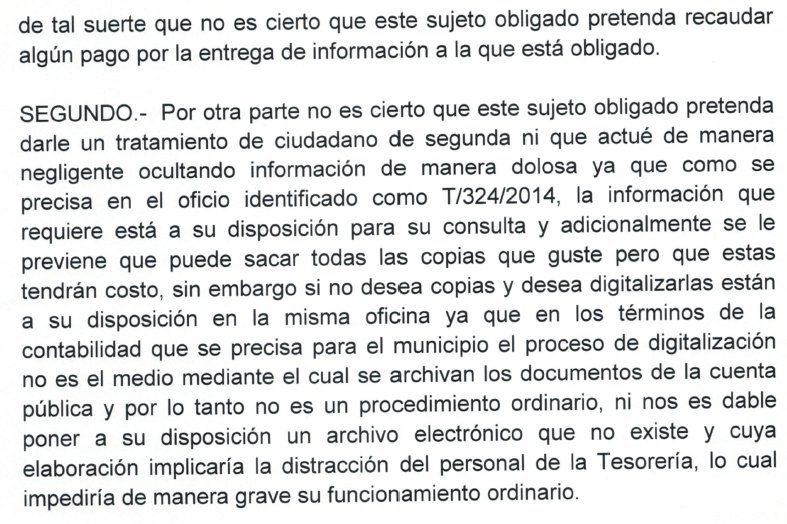 de tal suerte que no es cierto que este sujeto obligado pretenda recaudar
algún pago por la entrega de información a la que está obligado.
SEGUNDO.- Por otra parte no es cierto que este sujeto obligado pretenda
darle un tratamiento de ciudadano de segunda ni que actué de manera
negligente ocultando información de manera dolosa ya que como se
precisa en el oficio identificado como T/324/2014, la información que
requiere está a su disposición para su consulta y adicionalmente se le
previene que puede sacar todas las copias que guste pero que estas
tendrán costo, sin embargo si no desea copias y desea digitalizarlas están
a su disposición en la misma oficina ya que en los términos de la
contabilidad que se precisa para el municipio el proceso de digitalización
no es el medio mediante el cual se archivan los documentos de la cuenta
pública y por lo tanto no es un procedimiento ordinario, ni nos es dable
poner a su disposición un archivo electrónico que no existe y cuya
elaboración implicaría la distracción del personal de la Tesorería, lo cual
impediría de manera grave su funcionamiento ordinario.